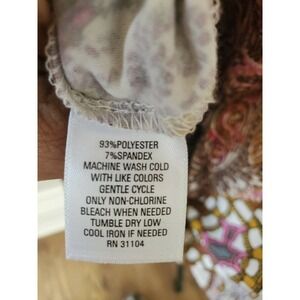 93%POLYESTER
7%SPANDEX
MACHINE WASH COLD
WITH LIKE COLORS
GENTLE CYCLE
ONLY NON-CHLORINE
BLEACH WHEN NEEDED
TUMBLE DRY LOW
COOL IRON IF NEEDED
RN 31104